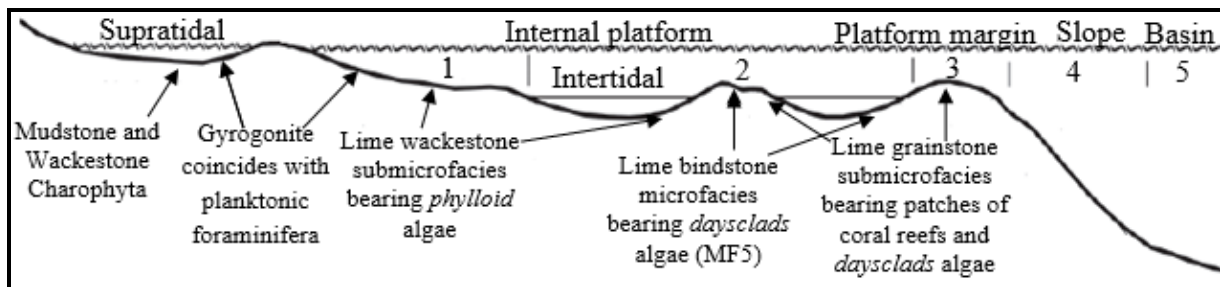 Supratidal Internal platform Platform margin Slope Basin
1 Intertidal 2 3 4 5
Mudstone and
Wackestone
Charophyta
Gyrogonite
coincides with
planktonic
foraminifera
Lime wackestone
submicrofacies
bearing phylloid
algae
Lime bindstone
microfacies
bearing daysclads
algae (MF5)
Lime grainstone
submicrofacies
bearing patches of
coral reefs and
daysclads algae